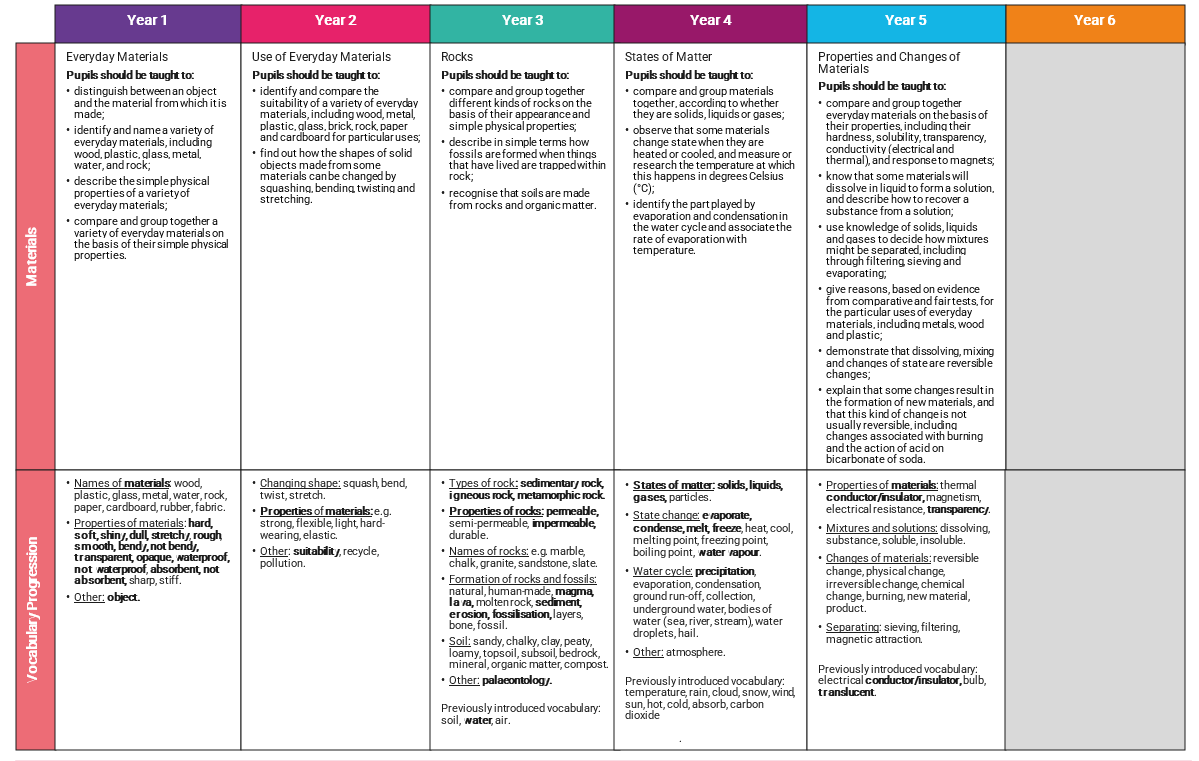 Year 1
Year 2
Year 3
Year 4
Year 5
Year 6
Materials
Everyday Materials
Pupils should be taught to:
• distinguish between an object
and the material from which it is
made;
• identify and name a variety of
everyday materials, including
wood, plastic, glass, metal,
water, and rock;
• describe the simple physical
properties of a variety of
everyday materials;
• compare and group together a
variety of everyday materials on
the basis of their simple physical
properties.
Use of Everyday Materials
Pupils should be taught to:
• identify and compare the
suitability of a variety of everyday
materials, including wood, metal,
plastic, glass, brick, rock, paper
and cardboard for particular uses;
• find out how the shapes of solid
objects made from some
materials can be changed by
squashing, bending, twisting and
stretching.
Rocks
Pupils should be taught to:
• compare and group together
different kinds of rocks on the
basis of their appearance and
simple physical properties;
• describe in simple terms how
fossils are formed when things
that have lived are trapped within
rock;
• recognise that soils are made
from rocks and organic matter.
States of Matter
Pupils should be taught to:
• compare and group materials
together, according to whether
they are solids, liquids or gases;
• observe that some materials
change state when they are
heated or cooled, and measure or
research the temperature at which
this happens in degrees Celsius
(°C);
• identify the part played by
evaporation and condensation in
the water cycle and associate the
rate of evaporation with
temperature.
Properties and Changes of
Materials
Pupils should be taught to:
• compare and group together
everyday materials on the basis of
their properties, including their
hardness, solubility, transparency,
conductivity (electrical and
thermal), and response to magnets;
• know that some materials will
dissolve in liquid to form a solution,
and describe how to recover a
substance from a solution;
• use knowledge of solids, liquids
and gases to decide how mixtures
might be separated, including
through filtering, sieving and
evaporating;
• give reasons, based on evidence
from comparative and fair tests, for
the particular uses of everyday
materials, including metals, wood
and plastic;
• demonstrate that dissolving, mixing
and changes of state are reversible
changes;
• explain that some changes result in
the formation of new materials, and
that this kind of change is not
usually reversible, including
changes associated with burning
and the action of acid on
bicarbonate of soda.
Vocabulary Progression
• Names of materials: wood,
plastic, glass, metal, water, rock,
paper, cardboard, rubber, fabric.
• Properties of materials: hard,
soft, shiny, dull, stretchy, rough,
smooth, bendy, not bendy,
transparent, opaque, waterproof,
not waterproof, absorbent, not
absorbent, sharp, stiff.
• Other: object.
• Changing shape: squash, bend,
twist, stretch.
• Properties of materials: e.g.
strong, flexible, light, hard-
wearing, elastic.
• Other: suitability, recycle,
pollution.
• Types of rock: sedimentary rock,
igneous rock, metamorphic rock.
• Properties of rocks: permeable,
semi-permeable, impermeable,
durable.
• Names of rocks: e.g. marble,
chalk, granite, sandstone, slate.
• Formation of rocks and fossils:
natural, human-made, magma,
lava, molten rock, sediment,
erosion, fossilisation, layers,
bone, fossil.
• Soil: sandy, chalky, clay, peaty,
loamy, topsoil, subsoil, bedrock,
mineral, organic matter, compost.
• Other: palaeontology.
Previously introduced vocabulary:
soil, water, air.
• States of matter: solids, liquids,
gases, particles.
• State change: evaporate,
condense, melt, freeze, heat, cool,
melting point, freezing point,
boiling point, water vapour.
• Water cycle: precipitation,
evaporation, condensation,
ground run-off, collection,
underground water, bodies of
water (sea, river, stream), water
droplets, hail.
• Other: atmosphere.
Previously introduced vocabulary:
temperature, rain, cloud, snow, wind,
sun, hot, cold, absorb, carbon
dioxide
.
• Properties of materials: thermal
conductor/insulator, magnetism,
electrical resistance, transparency.
• Mixtures and solutions: dissolving,
substance, soluble, insoluble.
• Changes of materials: reversible
change, physical change,
irreversible change, chemical
change, burning, new material,
product.
• Separating: sieving, filtering,
magnetic attraction.
Previously introduced vocabulary:
electrical conductor/insulator, bulb,
translucent.